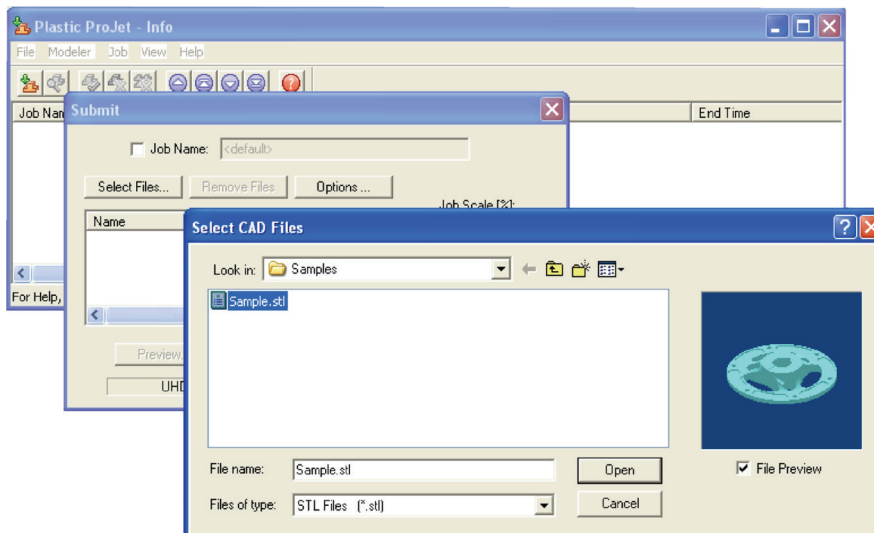 Plastic ProJet - Info
File Modeler Job View Help
Job Nam
End Time
For Help,
Submit
Job Name: <default>
Select Files... Remove Files Options ...
Job Scale [%]:
Name
Preview
UHD
Select CAD Files
Look in: Samples
Sample.stl
File name: Sample.stl Open
File Preview
Files of type: STL Files (*.stl) Cancel